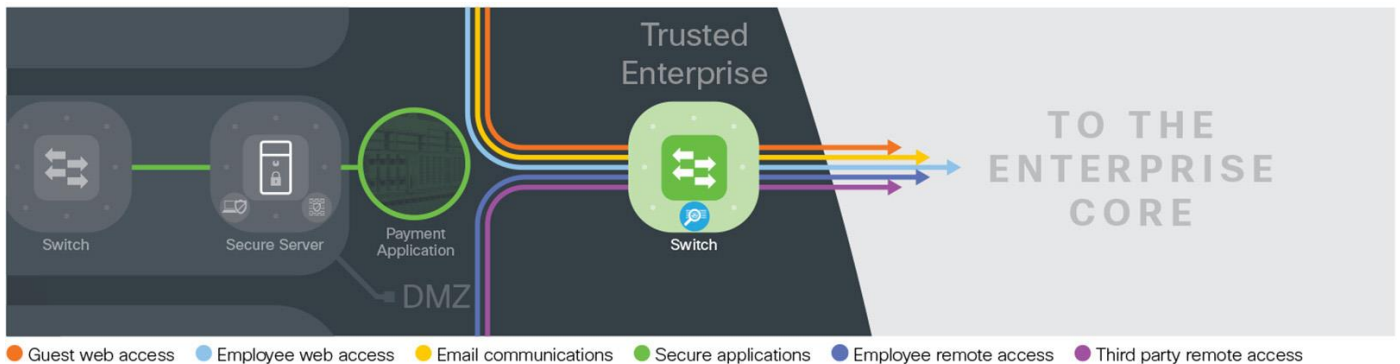 Trusted
Enterprise
TO THE
ENTERPRISE
CORE
Switch
Secure Server
Payment
Application
Switch
DMZ
Guest web access
Employee web access
Email communications
Secure applications
Employee remote access
Third party remote access